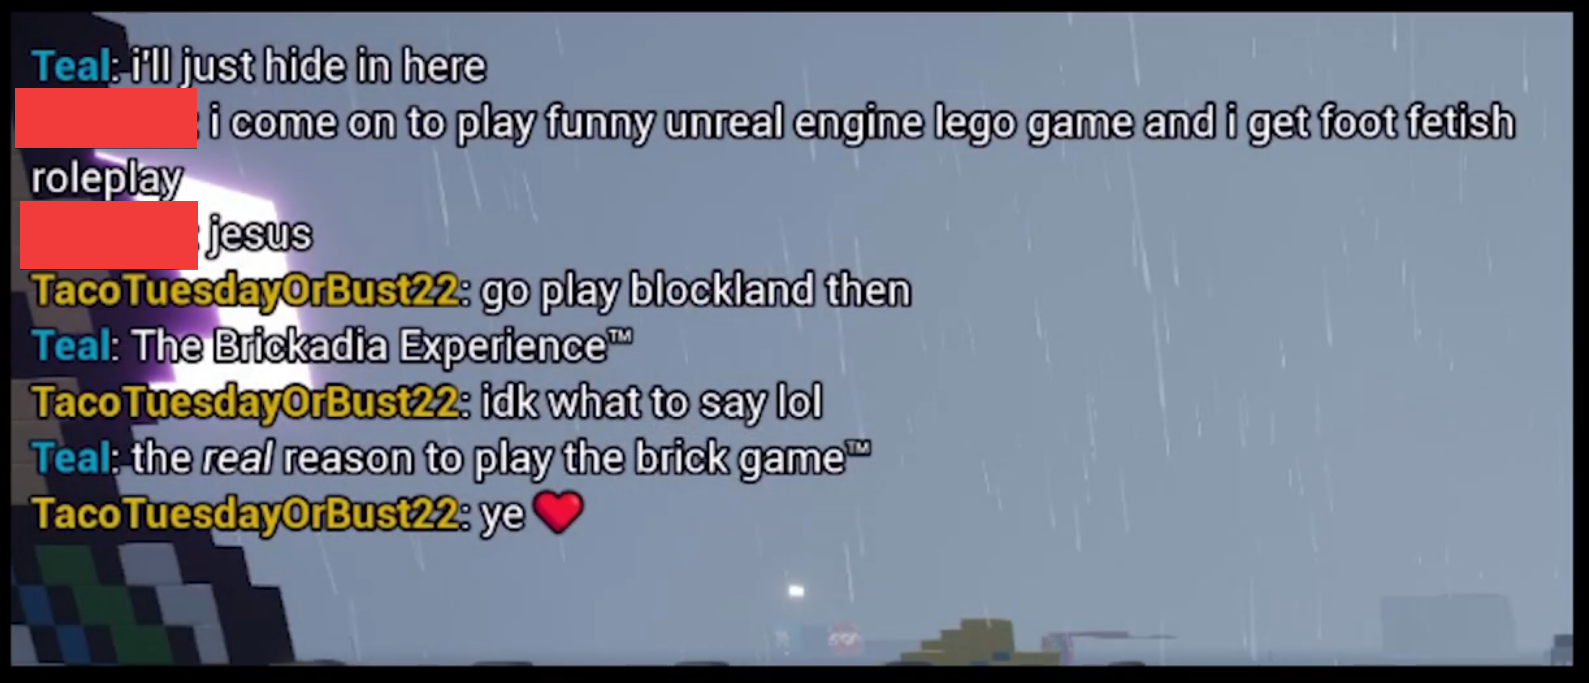 Teal: i'll just hide in here
: i come on to play funny unreal engine lego game and i get foot fetish
roleplay
: jesus
TacoTuesdayOrBust22: go play blockland then
Teal: The Brickadia Experience™
TacoTuesdayOrBust22: idk what to say lol
Teal: the real reason to play the brick game™
TacoTuesdayOrBust22: ye ❤️